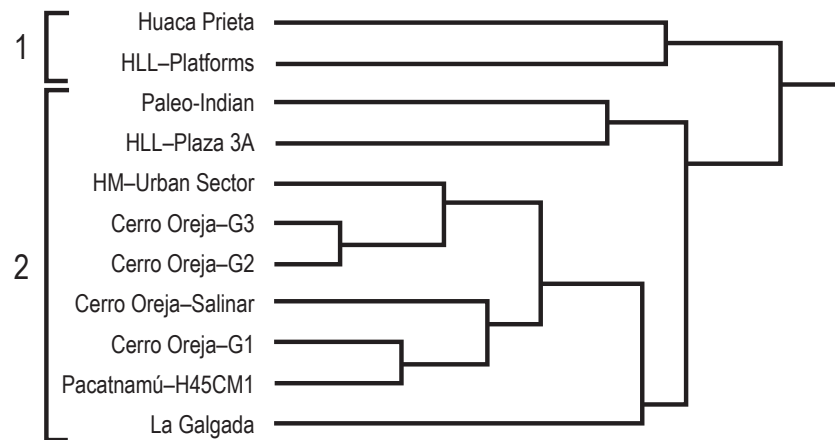 1
Huaca Prieta
HLL–Platforms
2
Paleo-Indian
HLL–Plaza 3A
HM–Urban Sector
Cerro Oreja–G3
Cerro Oreja–G2
Cerro Oreja–Salinar
Cerro Oreja–G1
Pacatnamú–H45CM1
La Galgada